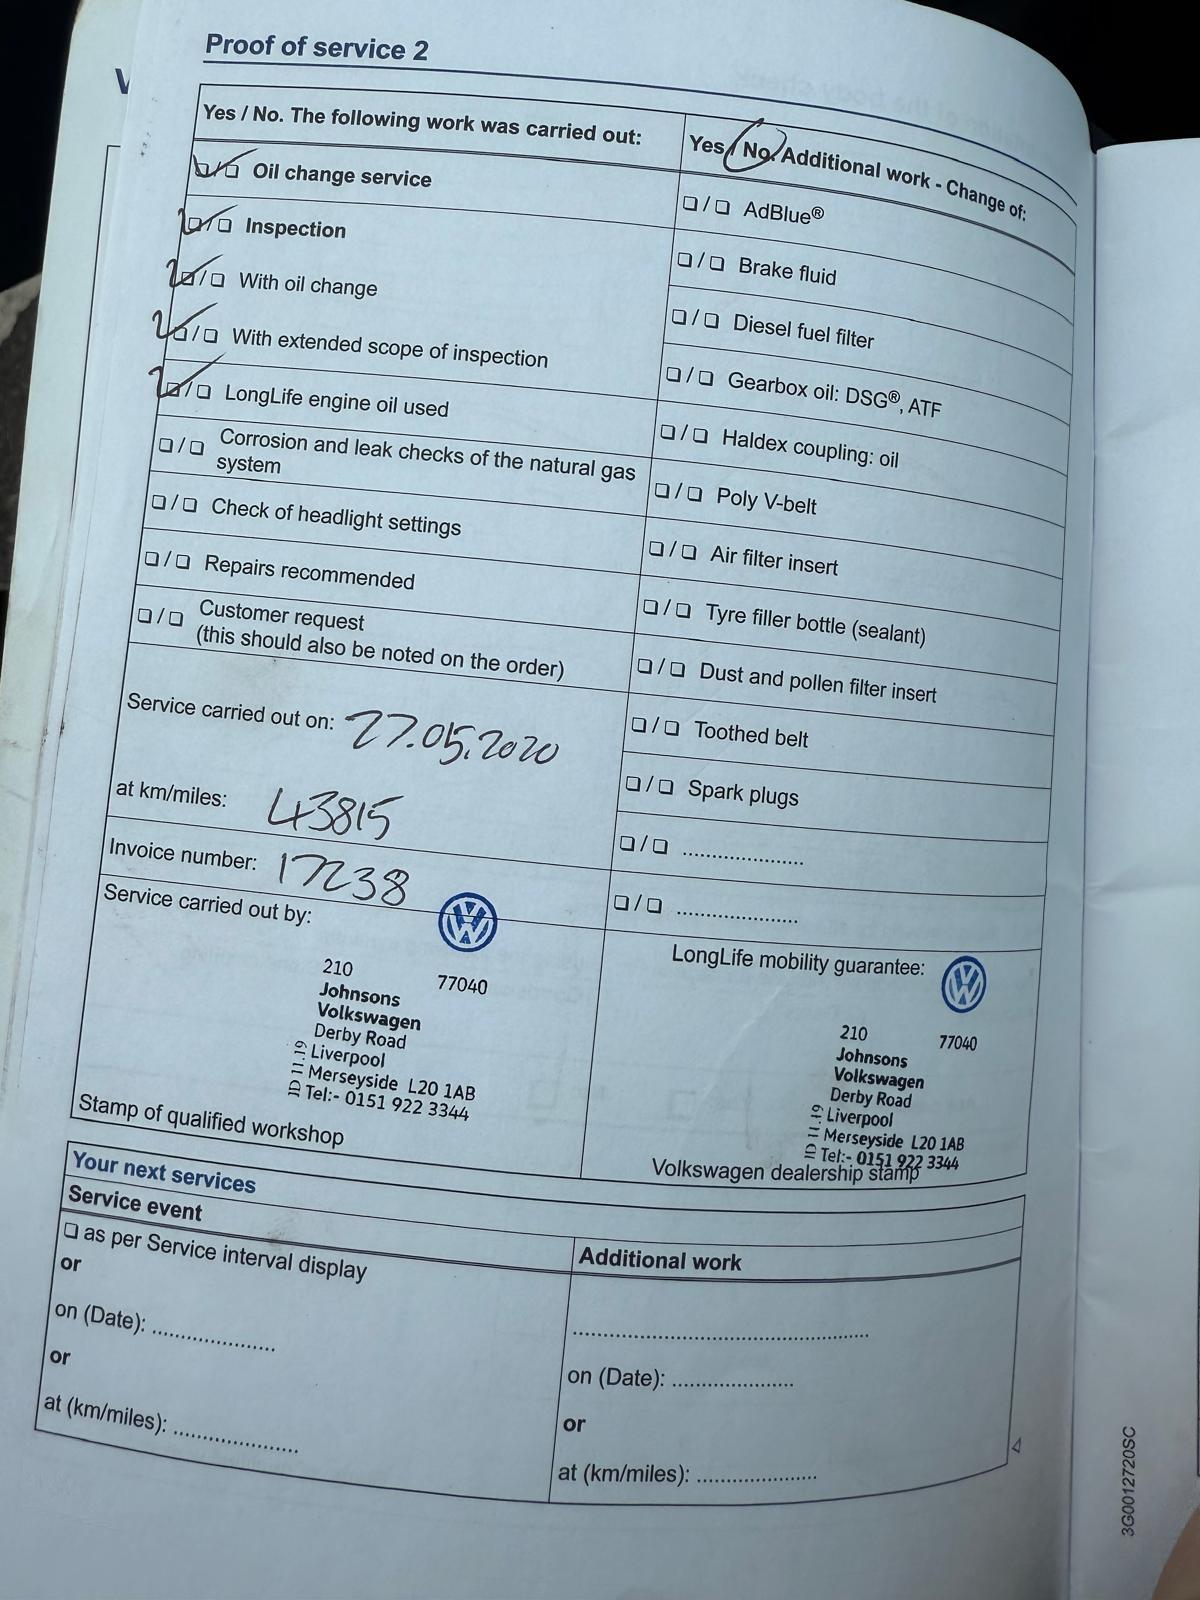 Proof of service 2
Yes / No. The following work was carried out:
❏/❏ Oil change service
❏/❏ Inspection
❏/❏ With oil change
❏/❏ With extended scope of inspection
❏/❏ LongLife engine oil used
❏/❏ Corrosion and leak checks of the natural gas
system
❏/❏ Check of headlight settings
❏/❏ Repairs recommended
❏/❏ Customer request
(this should also be noted on the order)
Service carried out on: 27.05.2020
at km/miles: 43815
Invoice number: 17238
Service carried out by:
210 77040
Johnsons
Volkswagen
Derby Road
Liverpool
Merseyside L20 1AB
Tel:- 0151 922 3344
ID 11.19
Stamp of qualified workshop
Yes / No. Additional work - Change of:
❏/❏ AdBlue®
❏/❏ Brake fluid
❏/❏ Diesel fuel filter
❏/❏ Gearbox oil: DSG®, ATF
❏/❏ Haldex coupling: oil
❏/❏ Poly V-belt
❏/❏ Air filter insert
❏/❏ Tyre filler bottle (sealant)
❏/❏ Dust and pollen filter insert
❏/❏ Toothed belt
❏/❏ Spark plugs
❏/❏ .....................
❏/❏ .....................
LongLife mobility guarantee:
210 77040
Johnsons
Volkswagen
Derby Road
Liverpool
Merseyside L20 1AB
Tel:- 0151 922 3344
ID 11.19
Volkswagen dealership stamp
Your next services
Service event
❏ as per Service interval display
or
on (Date): .....................
or
at (km/miles): .....................
Additional work
..................................................
on (Date): .....................
or
at (km/miles): .....................
3G0012720SC